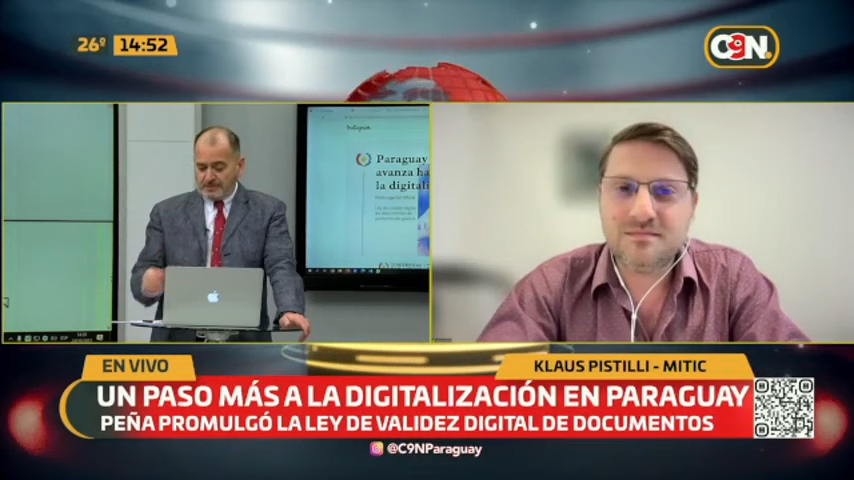 26º 14:52
C9N.
Paraguay
avanza ha
la digitali
EN VIVO
KLAUS PISTILLI - MITIC
UN PASO MÁS A LA DIGITALIZACIÓN EN PARAGUAY
PEÑA PROMULGÓ LA LEY DE VALIDEZ DIGITAL DE DOCUMENTOS
@C9NParaguay